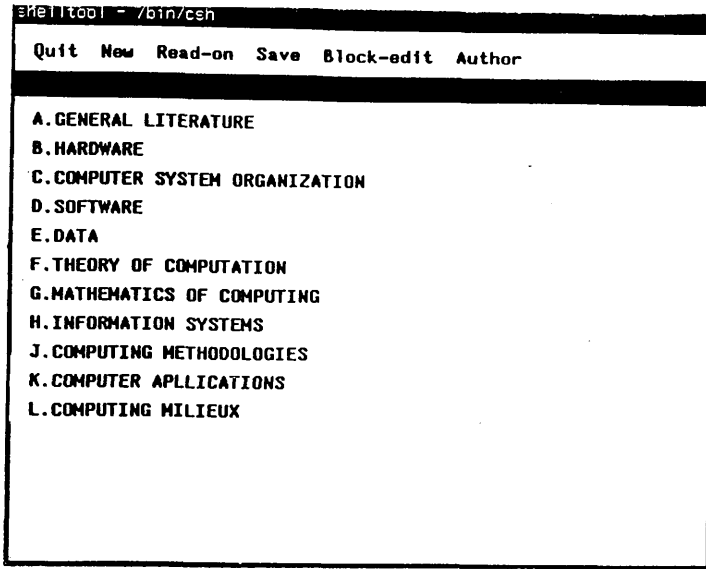 shelltool - /bin/csh
Quit New Read-on Save Block-edit Author
A.GENERAL LITERATURE
B.HARDWARE
C.COMPUTER SYSTEM ORGANIZATION
D.SOFTWARE
E.DATA
F.THEORY OF COMPUTATION
G.MATHEMATICS OF COMPUTING
H.INFORMATION SYSTEMS
J.COMPUTING METHODOLOGIES
K.COMPUTER APLLICATIONS
L.COMPUTING MILIEUX